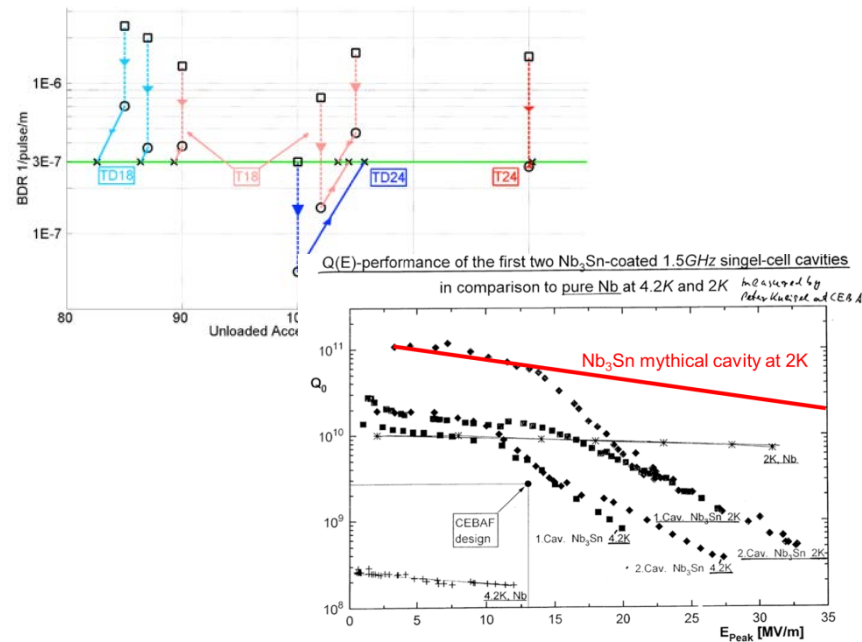 1E-6
3E-7
1E-7
BDR 1/pulse/m
TD18
T18
TD24
T24
80
90
10
Unloaded Acce
Q(E)-performance of the first two Nb₃Sn-coated 1.5GHz singel-cell cavities
in comparison to pure Nb at 4.2K and 2K
measured by
Peter Kneisel at CEBA
Nb₃Sn mythical cavity at 2K
Q₀
10¹¹
10¹⁰
10⁹
10⁸
2K, Nb
CEBAF
design
1.Cav. Nb₃Sn 2K
1.Cav. Nb₃Sn 4.2K
2.Cav. Nb₃Sn 2K
2.Cav. Nb₃Sn 4.2K
4.2K, Nb
0
5
10
15
20
25
30
35
E_Peak [MV/m]